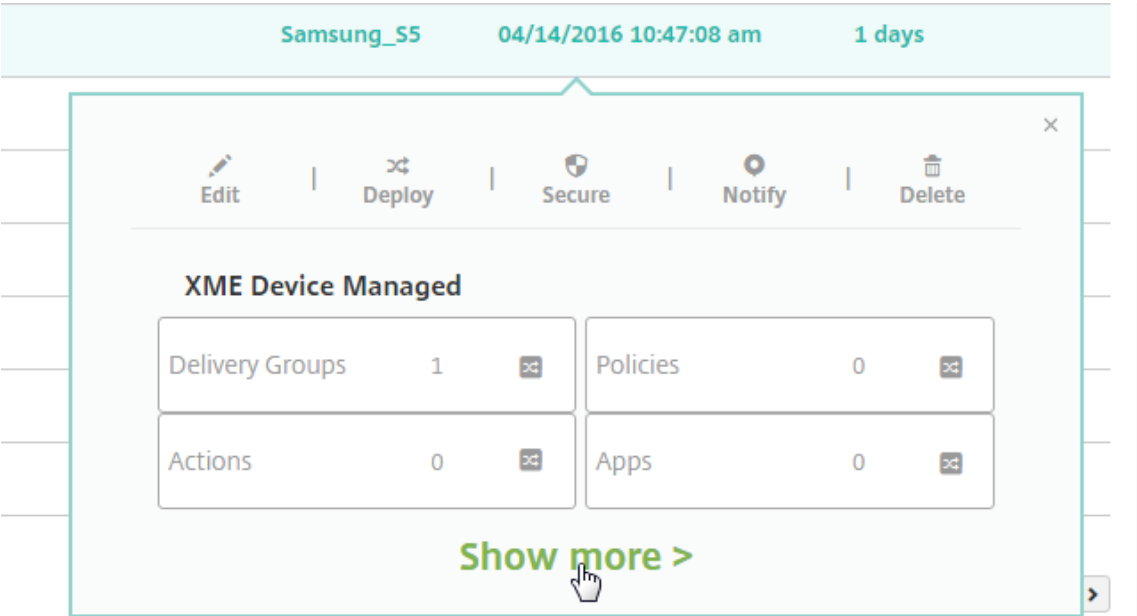 Samsung_S5 04/14/2016 10:47:08 am 1 days
Edit | Deploy | Secure | Notify | Delete
XME Device Managed
Delivery Groups 1 Policies 0
Actions 0 Apps 0
Show more >